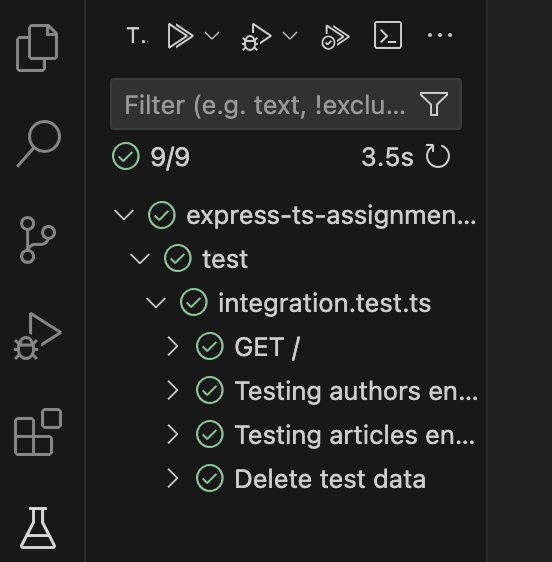 T...
Filter (e.g. text, !exclu...
9/9 3.5s
express-ts-assignmen...
test
integration.test.ts
GET /
Testing authors en...
Testing articles en...
Delete test data